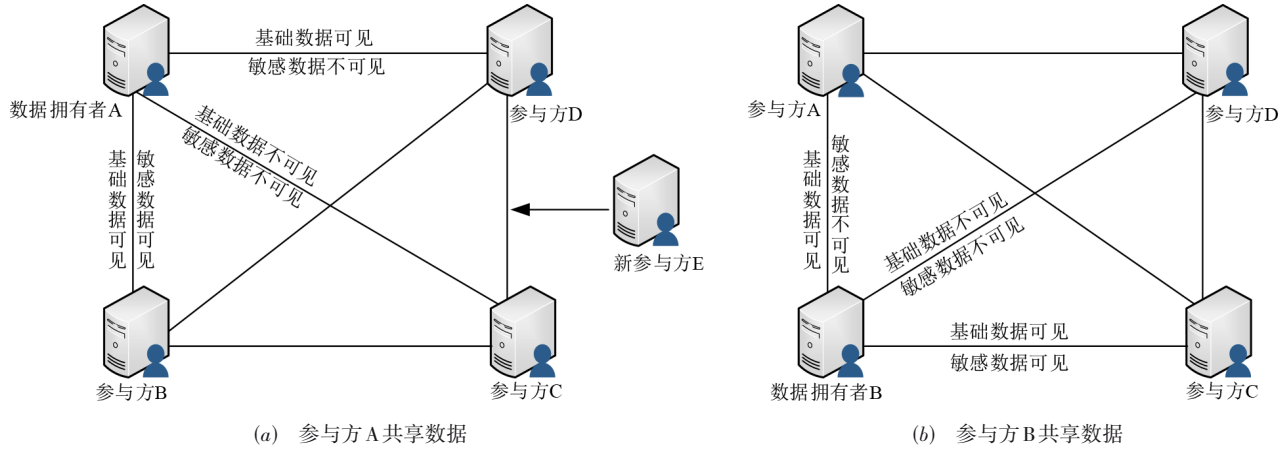 基础数据可见
敏感数据不可见
数据拥有者A
参与方D
基础数据不可见
敏感数据不可见
基础数据可见
敏感数据可见
新参与方E
参与方B
参与方C
(a) 参与方A共享数据
参与方A
参与方D
基础数据可见
敏感数据不可见
基础数据不可见
敏感数据不可见
基础数据可见
敏感数据可见
数据拥有者B
参与方C
(b) 参与方B共享数据